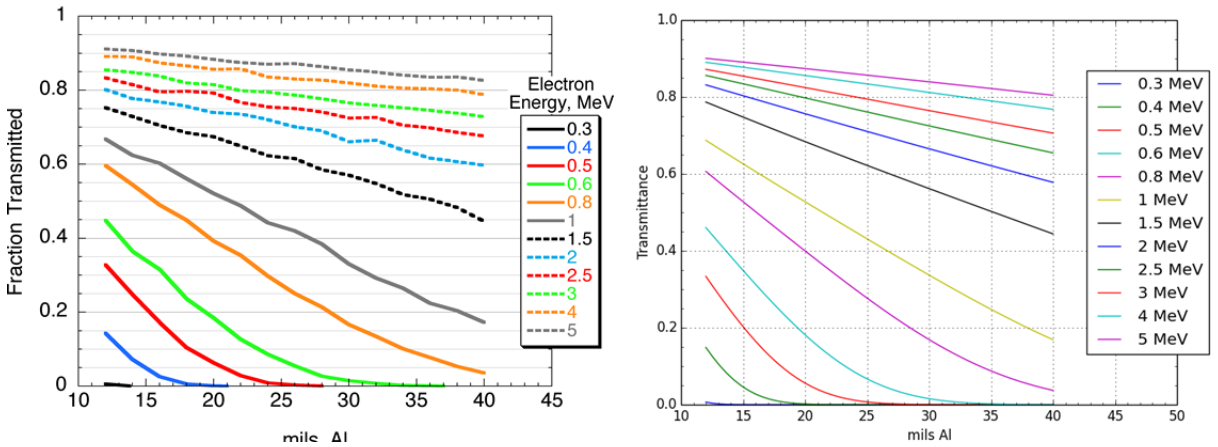 1
0.8
0.6
0.4
0.2
0
Fraction Transmitted
10 15 20 25 30 35 40 45 50
mils, Al
Electron
Energy, MeV
0.3
0.4
0.5
0.6
0.8
1
1.5
2
2.5
3
4
5
1.0
0.8
0.6
0.4
0.2
0.0
Transmittance
10 15 20 25 30 35 40 45 50
mils Al
0.3 MeV
0.4 MeV
0.5 MeV
0.6 MeV
0.8 MeV
1 MeV
1.5 MeV
2 MeV
2.5 MeV
3 MeV
4 MeV
5 MeV